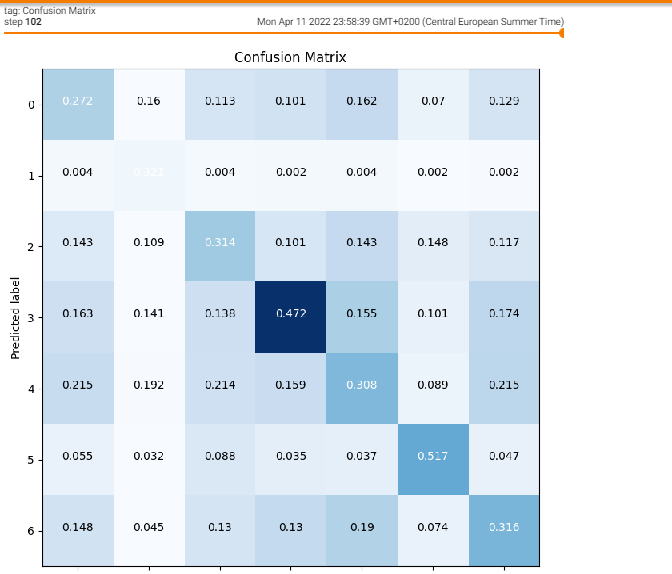 tag: Confusion Matrix
step 102
Mon Apr 11 2022 23:58:39 GMT+0200 (Central European Summer Time)
Confusion Matrix
0 0.272 0.16 0.113 0.101 0.162 0.07 0.129
1 0.004 0.321 0.004 0.002 0.004 0.002 0.002
2 0.143 0.109 0.314 0.101 0.143 0.148 0.117
Predicted label
3 0.163 0.141 0.138 0.472 0.155 0.101 0.174
4 0.215 0.192 0.214 0.159 0.308 0.089 0.215
5 0.055 0.032 0.088 0.035 0.037 0.517 0.047
6 0.148 0.045 0.13 0.13 0.19 0.074 0.316